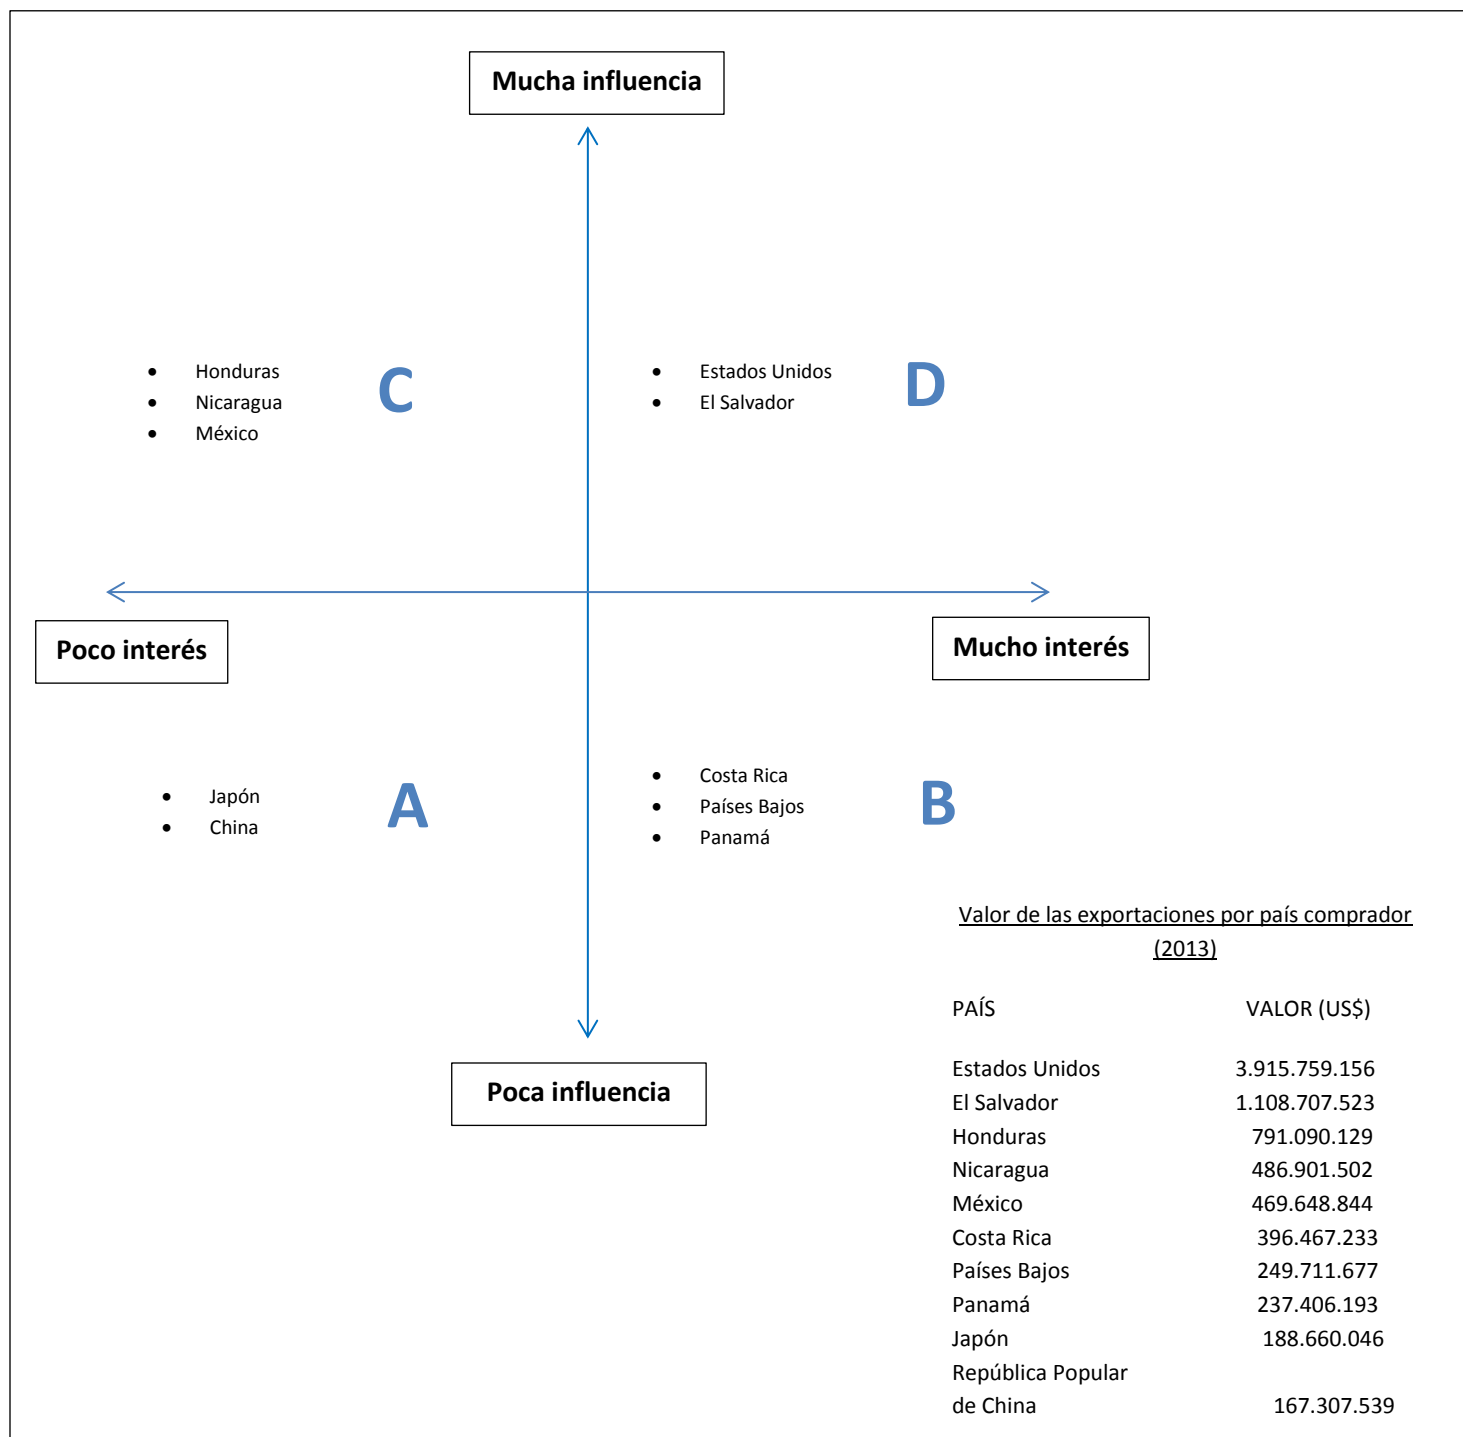 Mucha influencia
• Honduras
• Nicaragua
• México
C
• Estados Unidos
• El Salvador
D
Poco interés
Mucho interés
• Japón
• China
A
• Costa Rica
• Países Bajos
• Panamá
B
Poca influencia
Valor de las exportaciones por país comprador
(2013)
PAÍS VALOR (US$)
Estados Unidos 3.915.759.156
El Salvador 1.108.707.523
Honduras 791.090.129
Nicaragua 486.901.502
México 469.648.844
Costa Rica 396.467.233
Países Bajos 249.711.677
Panamá 237.406.193
Japón 188.660.046
República Popular
de China 167.307.539